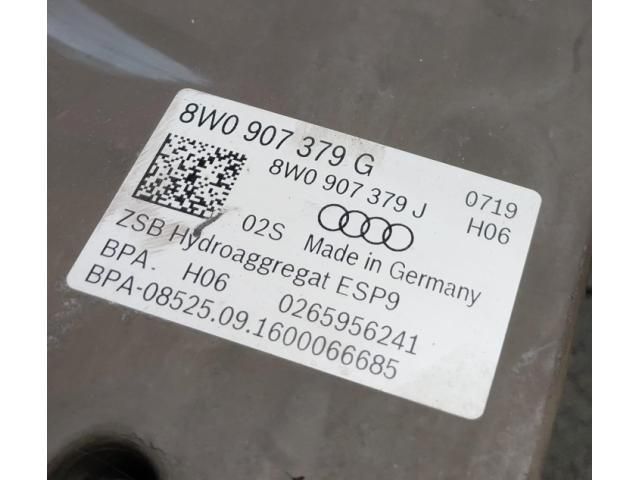 8W0 907 379 G
8W0 907 379 J 0719
02S Made in Germany H06
ZSB Hydroaggregat ESP9
BPA. H06 0265956241
BPA-08525.09.1600066685